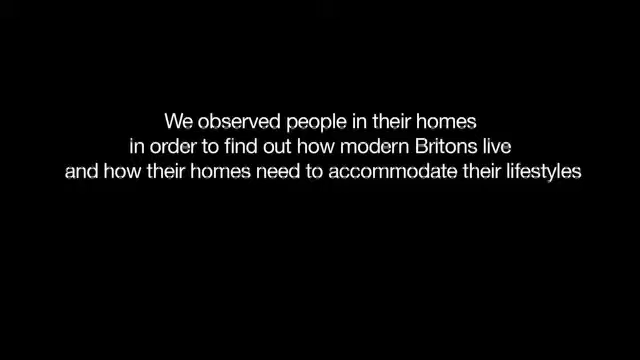 We observed people in their homes
in order to find out how modern Britons live
and how their homes need to accommodate their lifestyles